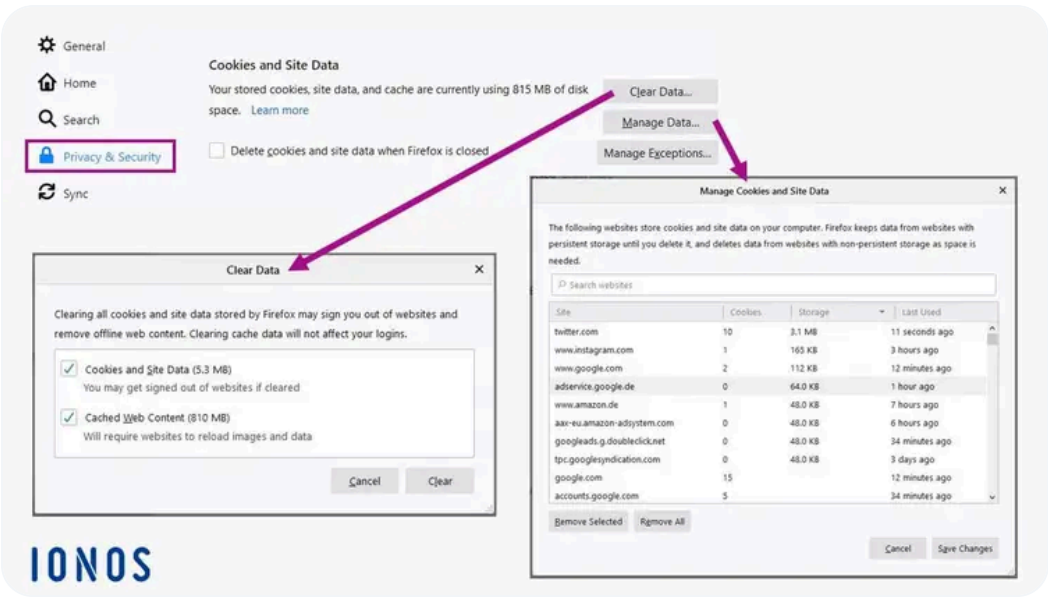 General
Home
Search
Privacy & Security
Sync
Cookies and Site Data
Your stored cookies, site data, and cache are currently using 815 MB of disk
space. Learn more
Delete cookies and site data when Firefox is closed
Clear Data...
Manage Data...
Manage Exceptions...
Clear Data
Clearing all cookies and site data stored by Firefox may sign you out of websites and
remove offline web content. Clearing cache data will not affect your logins.
Cookies and Site Data (5.3 MB)
You may get signed out of websites if cleared
Cached Web Content (810 MB)
Will require websites to reload images and data
Cancel Clear
Manage Cookies and Site Data
The following websites store cookies and site data on your computer. Firefox keeps data from websites with
persistent storage until you delete it, and deletes data from websites with non-persistent storage as space is
needed.
Search websites
Site Cookies Storage Last Used
twitter.com 10 3.1 MB 11 seconds ago
www.instagram.com 1 165 KB 3 hours ago
www.google.com 2 112 KB 12 minutes ago
adservice.google.de 0 64.0 KB 1 hour ago
www.amazon.de 1 48.0 KB 7 hours ago
aax-eu.amazon-adsystem.com 0 48.0 KB 6 hours ago
googleads.g.doubleclick.net 0 48.0 KB 34 minutes ago
tpc.googlesyndication.com 0 48.0 KB 3 days ago
google.com 15 12 minutes ago
accounts.google.com 5 34 minutes ago
Remove Selected Remove All
Cancel Save Changes
IONOS